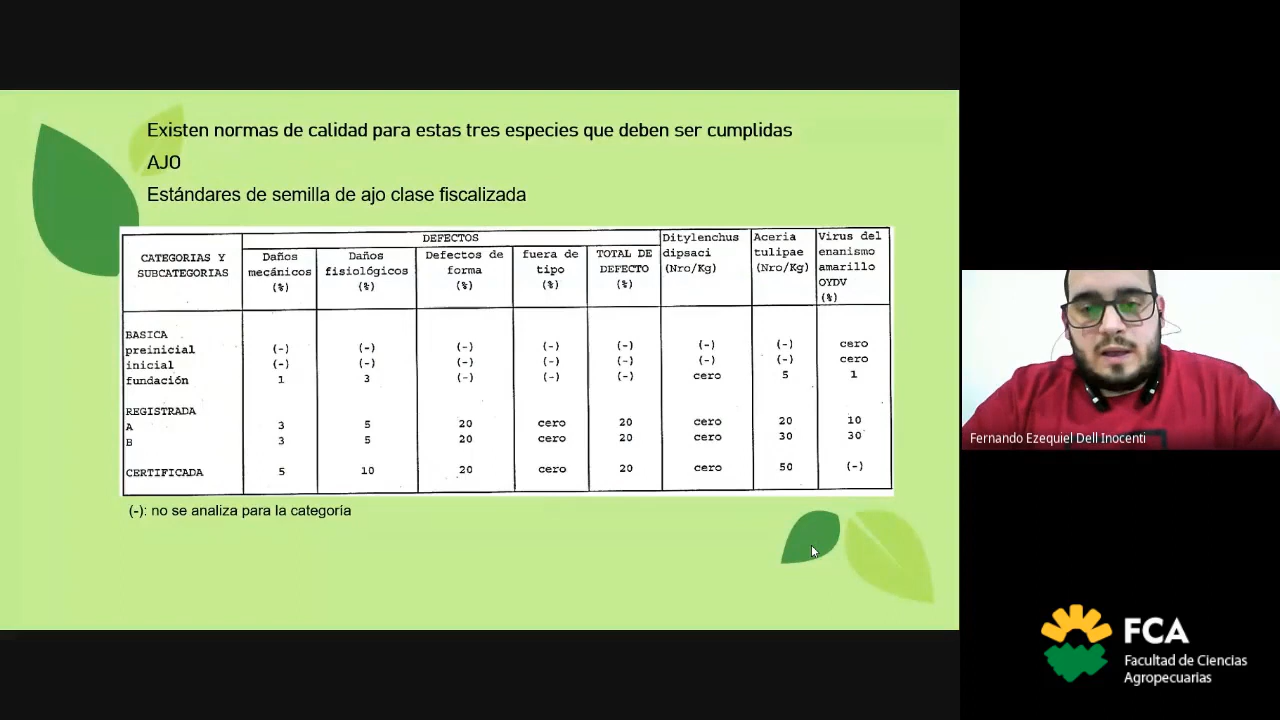 Existen normas de calidad para estas tres especies que deben ser cumplidas
AJO
Estándares de semilla de ajo clase fiscalizada
CATEGORIAS Y SUBCATEGORIAS
DEFECTOS
Daños mecánicos (%)
Daños fisiológicos (%)
Defectos de forma (%)
fuera de tipo (%)
TOTAL DE DEFECTO (%)
Ditylenchus dipsaci (Nro/Kg)
Aceria tulipae (Nro/Kg)
Virus del enanismo amarillo OYDV (%)
BASICA
preinicial (-) (-) (-) (-) (-) (-) (-) cero
inicial (-) (-) (-) (-) (-) (-) (-) cero
fundación 1 3 (-) (-) (-) cero 5 1
REGISTRADA
A 3 5 20 cero 20 cero 20 10
B 3 5 20 cero 20 cero 30 30
CERTIFICADA 5 10 20 cero 20 cero 50 (-)
(-): no se analiza para la categoría
Fernando Ezequiel Dell Inocenti
FCA
Facultad de Ciencias
Agropecuarias